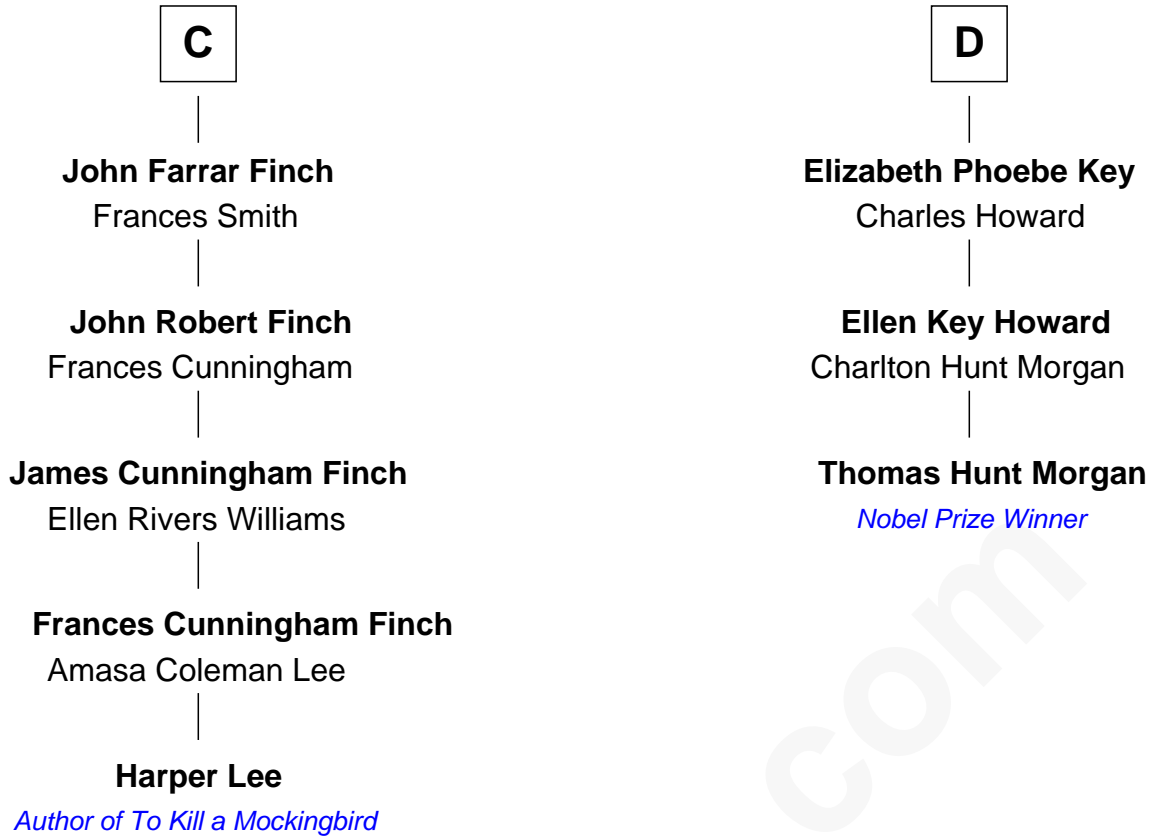 C
John Farrar Finch
Frances Smith
John Robert Finch
Frances Cunningham
James Cunningham Finch
Ellen Rivers Williams
Frances Cunningham Finch
Amasa Coleman Lee
Harper Lee
Author of To Kill a Mockingbird
D
Elizabeth Phoebe Key
Charles Howard
Ellen Key Howard
Charlton Hunt Morgan
Thomas Hunt Morgan
Nobel Prize Winner
com